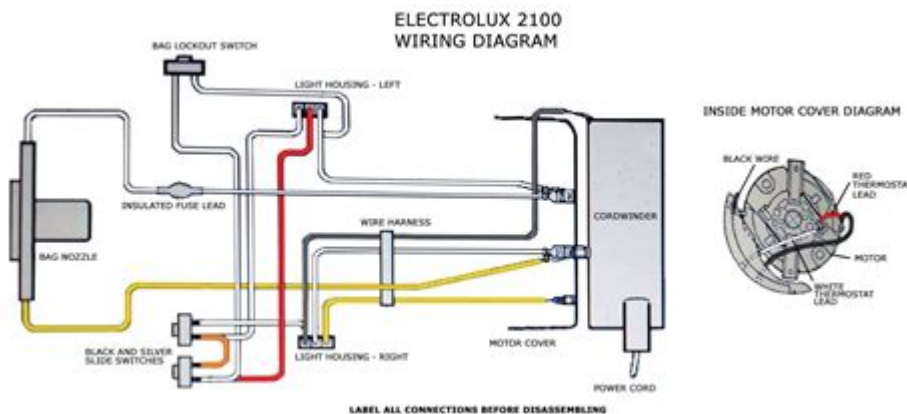 ELECTROLUX 2100
WIRING DIAGRAM
BAG LOCKOUT SWITCH
LIGHT HOUSING - LEFT
INSIDE MOTOR COVER DIAGRAM
BLACK WIRE
RED
THERMOSTAT
LEAD
INSULATED FUSE LEAD
WIRE HARNESS
CORDWINDER
BAG NOZZLE
MOTOR
WHITE
THERMOSTAT
LEAD
BLACK AND SILVER
SLIDE SWITCHES
LIGHT HOUSING - RIGHT
MOTOR COVER
POWER CORD
LABEL ALL CONNECTIONS BEFORE DISASSEMBLING